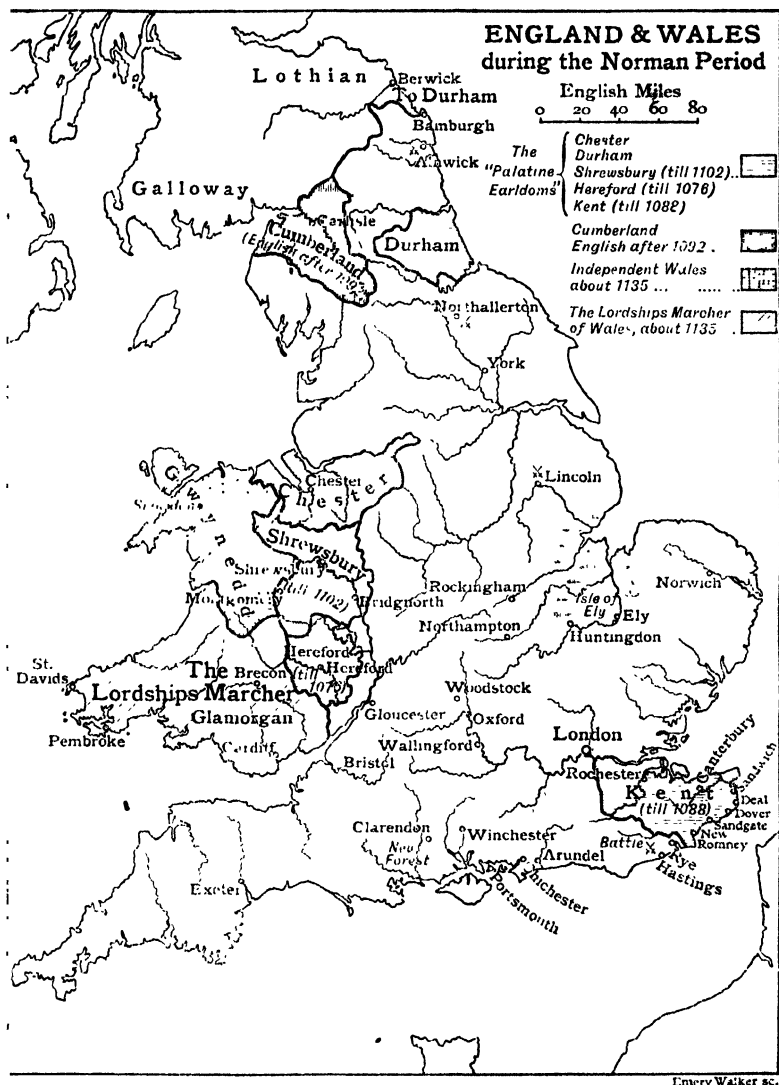 ENGLAND & WALES
during the Norman Period
English Miles
0 20 40 60 80
The
"Palatine
Earldoms"
Chester
Durham
Shrewsbury (till 1102)..
Hereford (till 1076)
Kent (till 1082)
Cumberland
English after 1092 .
Independent Wales
about 1135 ... ..... ..
The Lordships Marcher
of Wales, about 1135 .
Lothian
Berwick
To Durham
Bamburgh
Alnwick
Galloway
Carlisle
Cumberland
(English after 1092)
Durham
Northallerton
York
Lincoln
Chester
Chester
Gwynedd
Snowdon
Shrewsbury
Shrewsbury
(till 1102)
Bridgnorth
Rockingham
Northampton
Isle of
Ely
Ely
Huntingdon
Norwich
Hereford
Hereford
(till
1076)
St.
Davids
The
Lordships Marcher
Brecon
Glamorgan
Pembroke
Cardiff
Gloucester
Woodstock
Oxford
Wallingford
Bristol
London
Rochester
Canterbury
Sandwich
Kent
(till 1088)
Deal
Dover
Sandgate
New
Romney
Rye
Hastings
Battle
Clarendon
New
Forest
Winchester
Arundel
Chichester
Portsmouth
Exeter
Emery Walker sc.